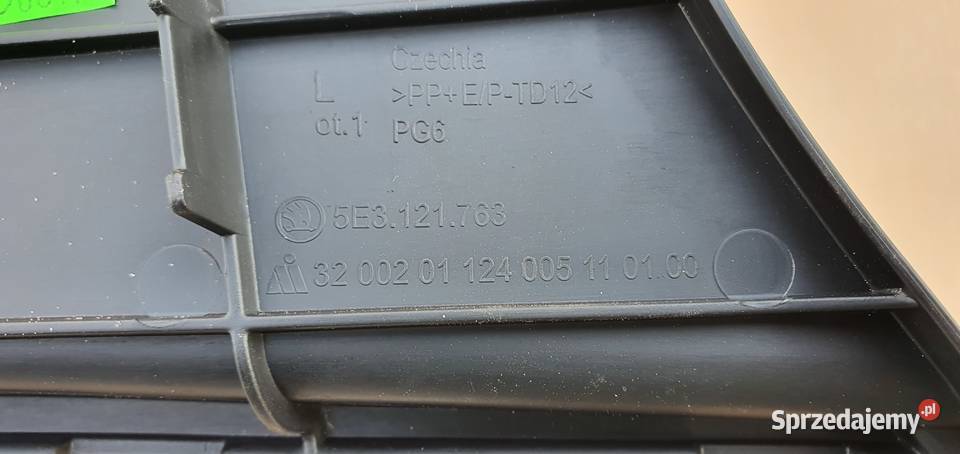 Czechia
L >PP+E/P-TD12<
ot.1 PG6
5E3.121.763
32 002 01 124 005 11 01.00
Sprzedajemy.pl